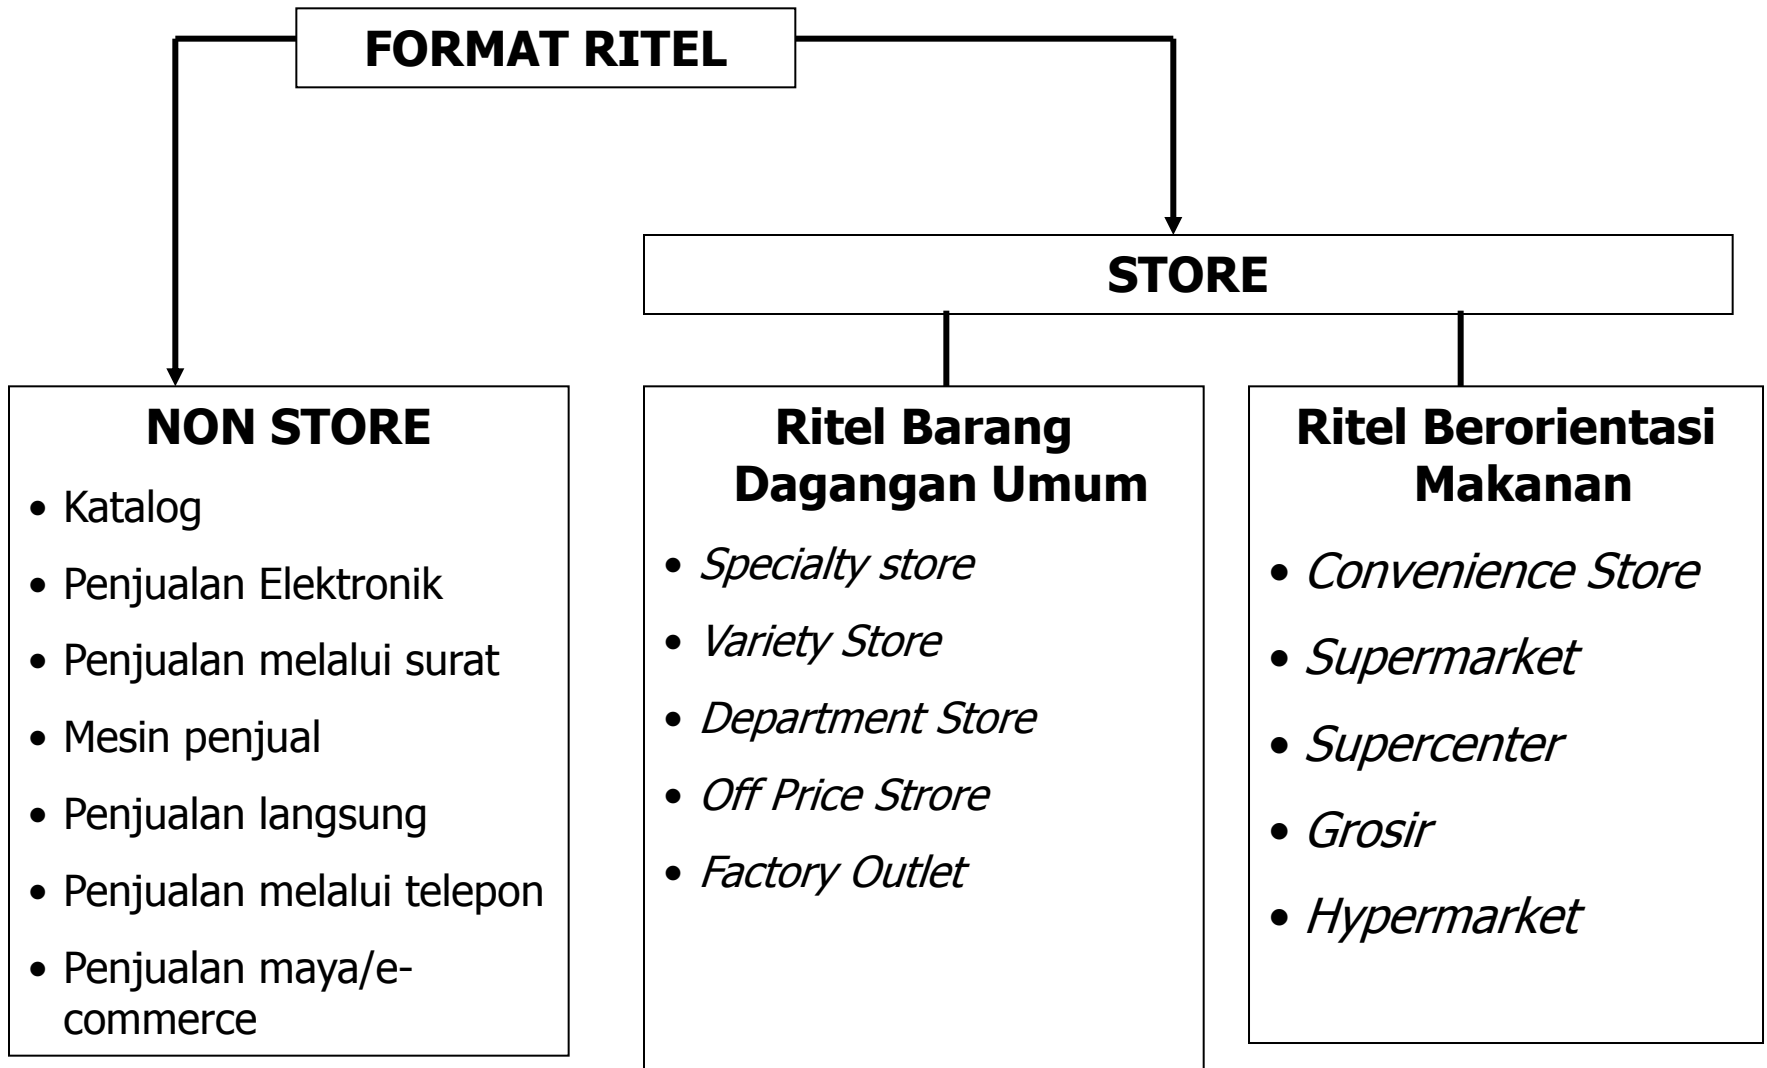 FORMAT RITEL
STORE
NON STORE
• Katalog
• Penjualan Elektronik
• Penjualan melalui surat
• Mesin penjual
• Penjualan langsung
• Penjualan melalui telepon
• Penjualan maya/e-
commerce
Ritel Barang
Dagangan Umum
• Specialty store
• Variety Store
• Department Store
• Off Price Strore
• Factory Outlet
Ritel Berorientasi
Makanan
• Convenience Store
• Supermarket
• Supercenter
• Grosir
• Hypermarket